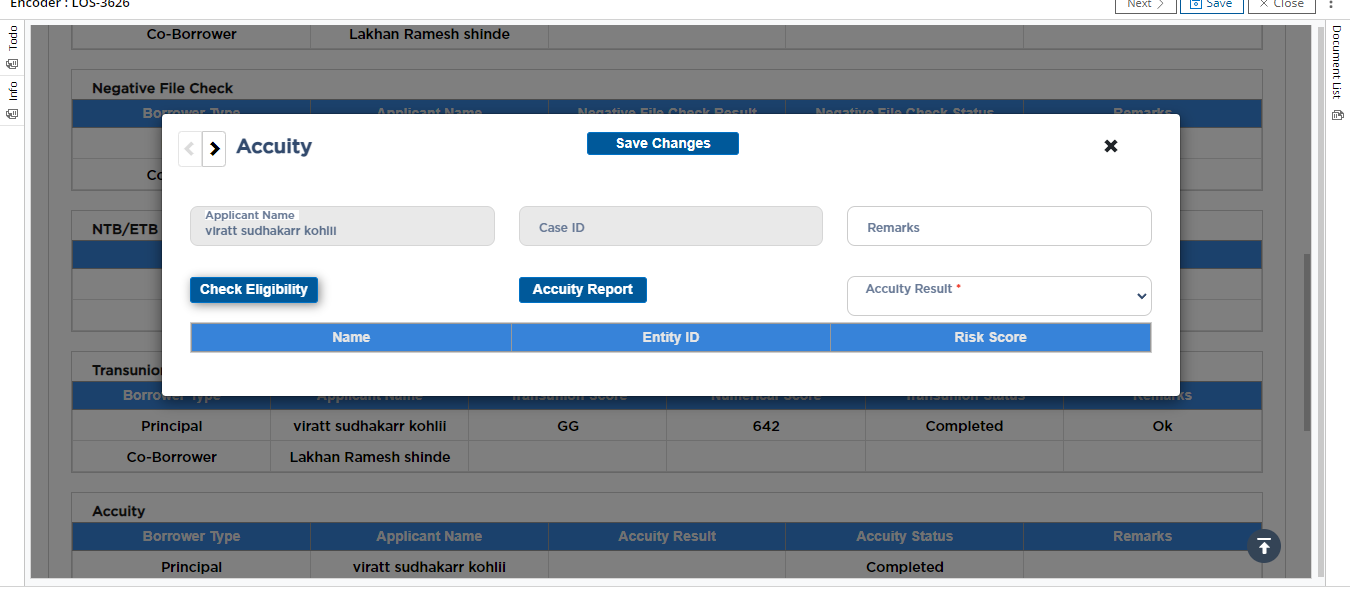 Encoder : LOS-3626
Next
Save
Close
Todo
Info
Document List
Co-Borrower Lakhan Ramesh shinde
Negative File Check
Borrower Type Applicant Name Negative File Check Result Negative File Check Status Remarks
Co
Accuity
Save Changes
Applicant Name
viratt sudhakarr kohlii
Case ID
Remarks
Check Eligibility
Accuity Report
Accuity Result *
Name Entity ID Risk Score
NTB/ETB
Transunion
Borrower Type Applicant Name Transunion Score Numerical Score Transunion Status Remarks
Principal viratt sudhakarr kohlii GG 642 Completed Ok
Co-Borrower Lakhan Ramesh shinde
Accuity
Borrower Type Applicant Name Accuity Result Accuity Status Remarks
Principal viratt sudhakarr kohlii Completed